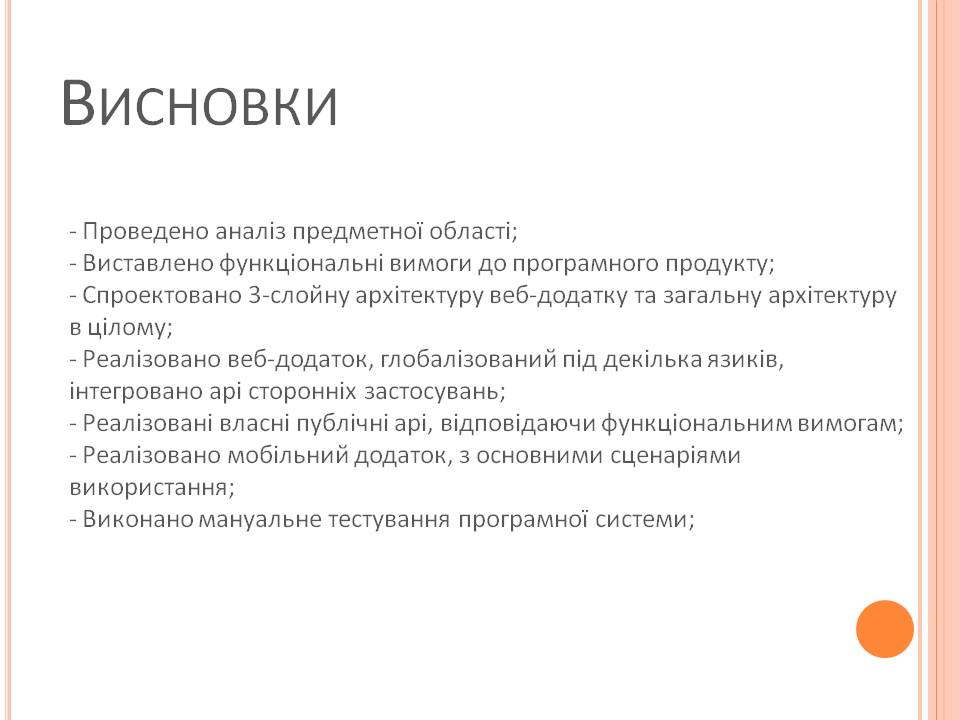 Висновки
- Проведено аналіз предметної області;
- Виставлено функціональні вимоги до програмного продукту;
- Спроектовано 3-слойну архітектуру веб-додатку та загальну архітектуру
в цілому;
- Реалізовано веб-додаток, глобалізований під декілька язиків,
інтегровано арі сторонніх застосувань;
- Реалізовані власні публічні арі, відповідаючи функціональним вимогам;
- Реалізовано мобільний додаток, з основними сценаріями
використання;
- Виконано мануальне тестування програмної системи;